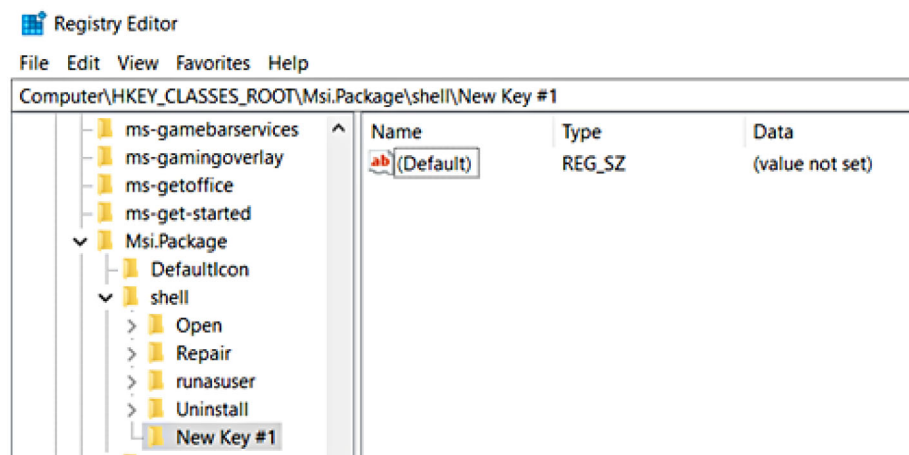 Registry Editor
File Edit View Favorites Help
Computer\HKEY_CLASSES_ROOT\Msi.Package\shell\New Key #1
ms-gamebarservices
ms-gamingoverlay
ms-getoffice
ms-get-started
Msi.Package
DefaultIcon
shell
Open
Repair
runasuser
Uninstall
New Key #1
Name Type Data
ab (Default) REG_SZ (value not set)